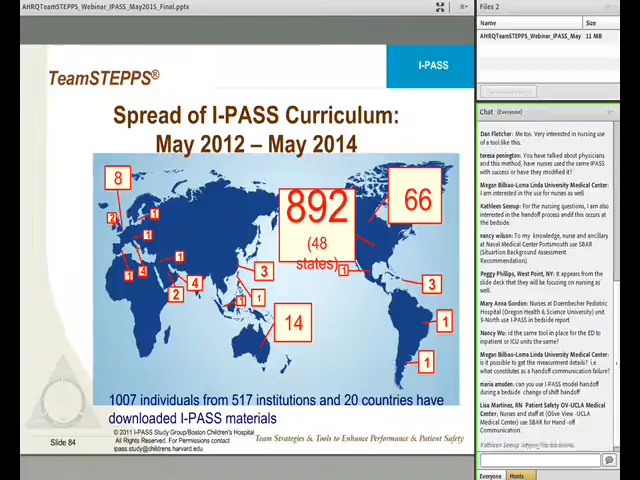 AHRQTeamSTEPPS_Webinar_IPASS_May2015_Final.pptx
TeamSTEPPS®
I-PASS
Spread of I-PASS Curriculum:
May 2012 – May 2014
8
892
(48
states)
66
2
1
1
1
4
1
2
4
3
1
1
14
1
3
1
1
1007 individuals from 517 institutions and 20 countries have
downloaded I-PASS materials
© 2011 I-PASS Study Group/Boston Children's Hospital
All Rights Reserved. For Permissions contact
ipass.study@childrens.harvard.edu
Slide 84
Team Strategies & Tools to Enhance Performance & Patient Safety
Files 2
Name
Size
AHRQTeamSTEPPS_Webinar_IPASS_May
11 MB
Chat (Everyone)
Dan Fletcher: Me too. Very interested in nursing use
of a tool like this.
teresa penington: You have talked about physicians
and this method, have nurses used the same IPASS
with success or have they modified it?
Megan Bilbao-Loma Linda University Medical Center:
I am interested in the use for nurses as well
Kathleen Seerup: For the nursing questions, i am also
interested in the handoff process andif this occurs at
the bedside.
nancy wilson: To my knowledge, nurse and ancillary
at Naval Medical Center Portsmouth use SBAR
(Situation Background Assessment
Recommendation).
Peggy Philips, West Point, NY: It appears from the
slide deck that they will be focusing on nursing as
well.
Mary Anna Gordon: Nurses at Doernbecher Pediatric
Hospital (Oregon Health & Science University) unit
9-North use I-PASS in bedside report
Nancy Wu: id the same tool in place for the ED to
inpatient or ICU units the same?
Megan Bilbao-Loma Linda University Medical Center:
is it possible to get the measurment details? i.e. what
constitutes as a handoff communication failure?
maria amsden: can you use I-PASS model handoff
during a bedside change of shift handoff
Lisa Martinez, RN Patient Safety OV-UCLA Medical
Center: Nurses and staff at (Olive View -UCLA
Medical Center) use SBAR for Hand -off
Communication.
Kathleen Seerup
Everyone
Hosts